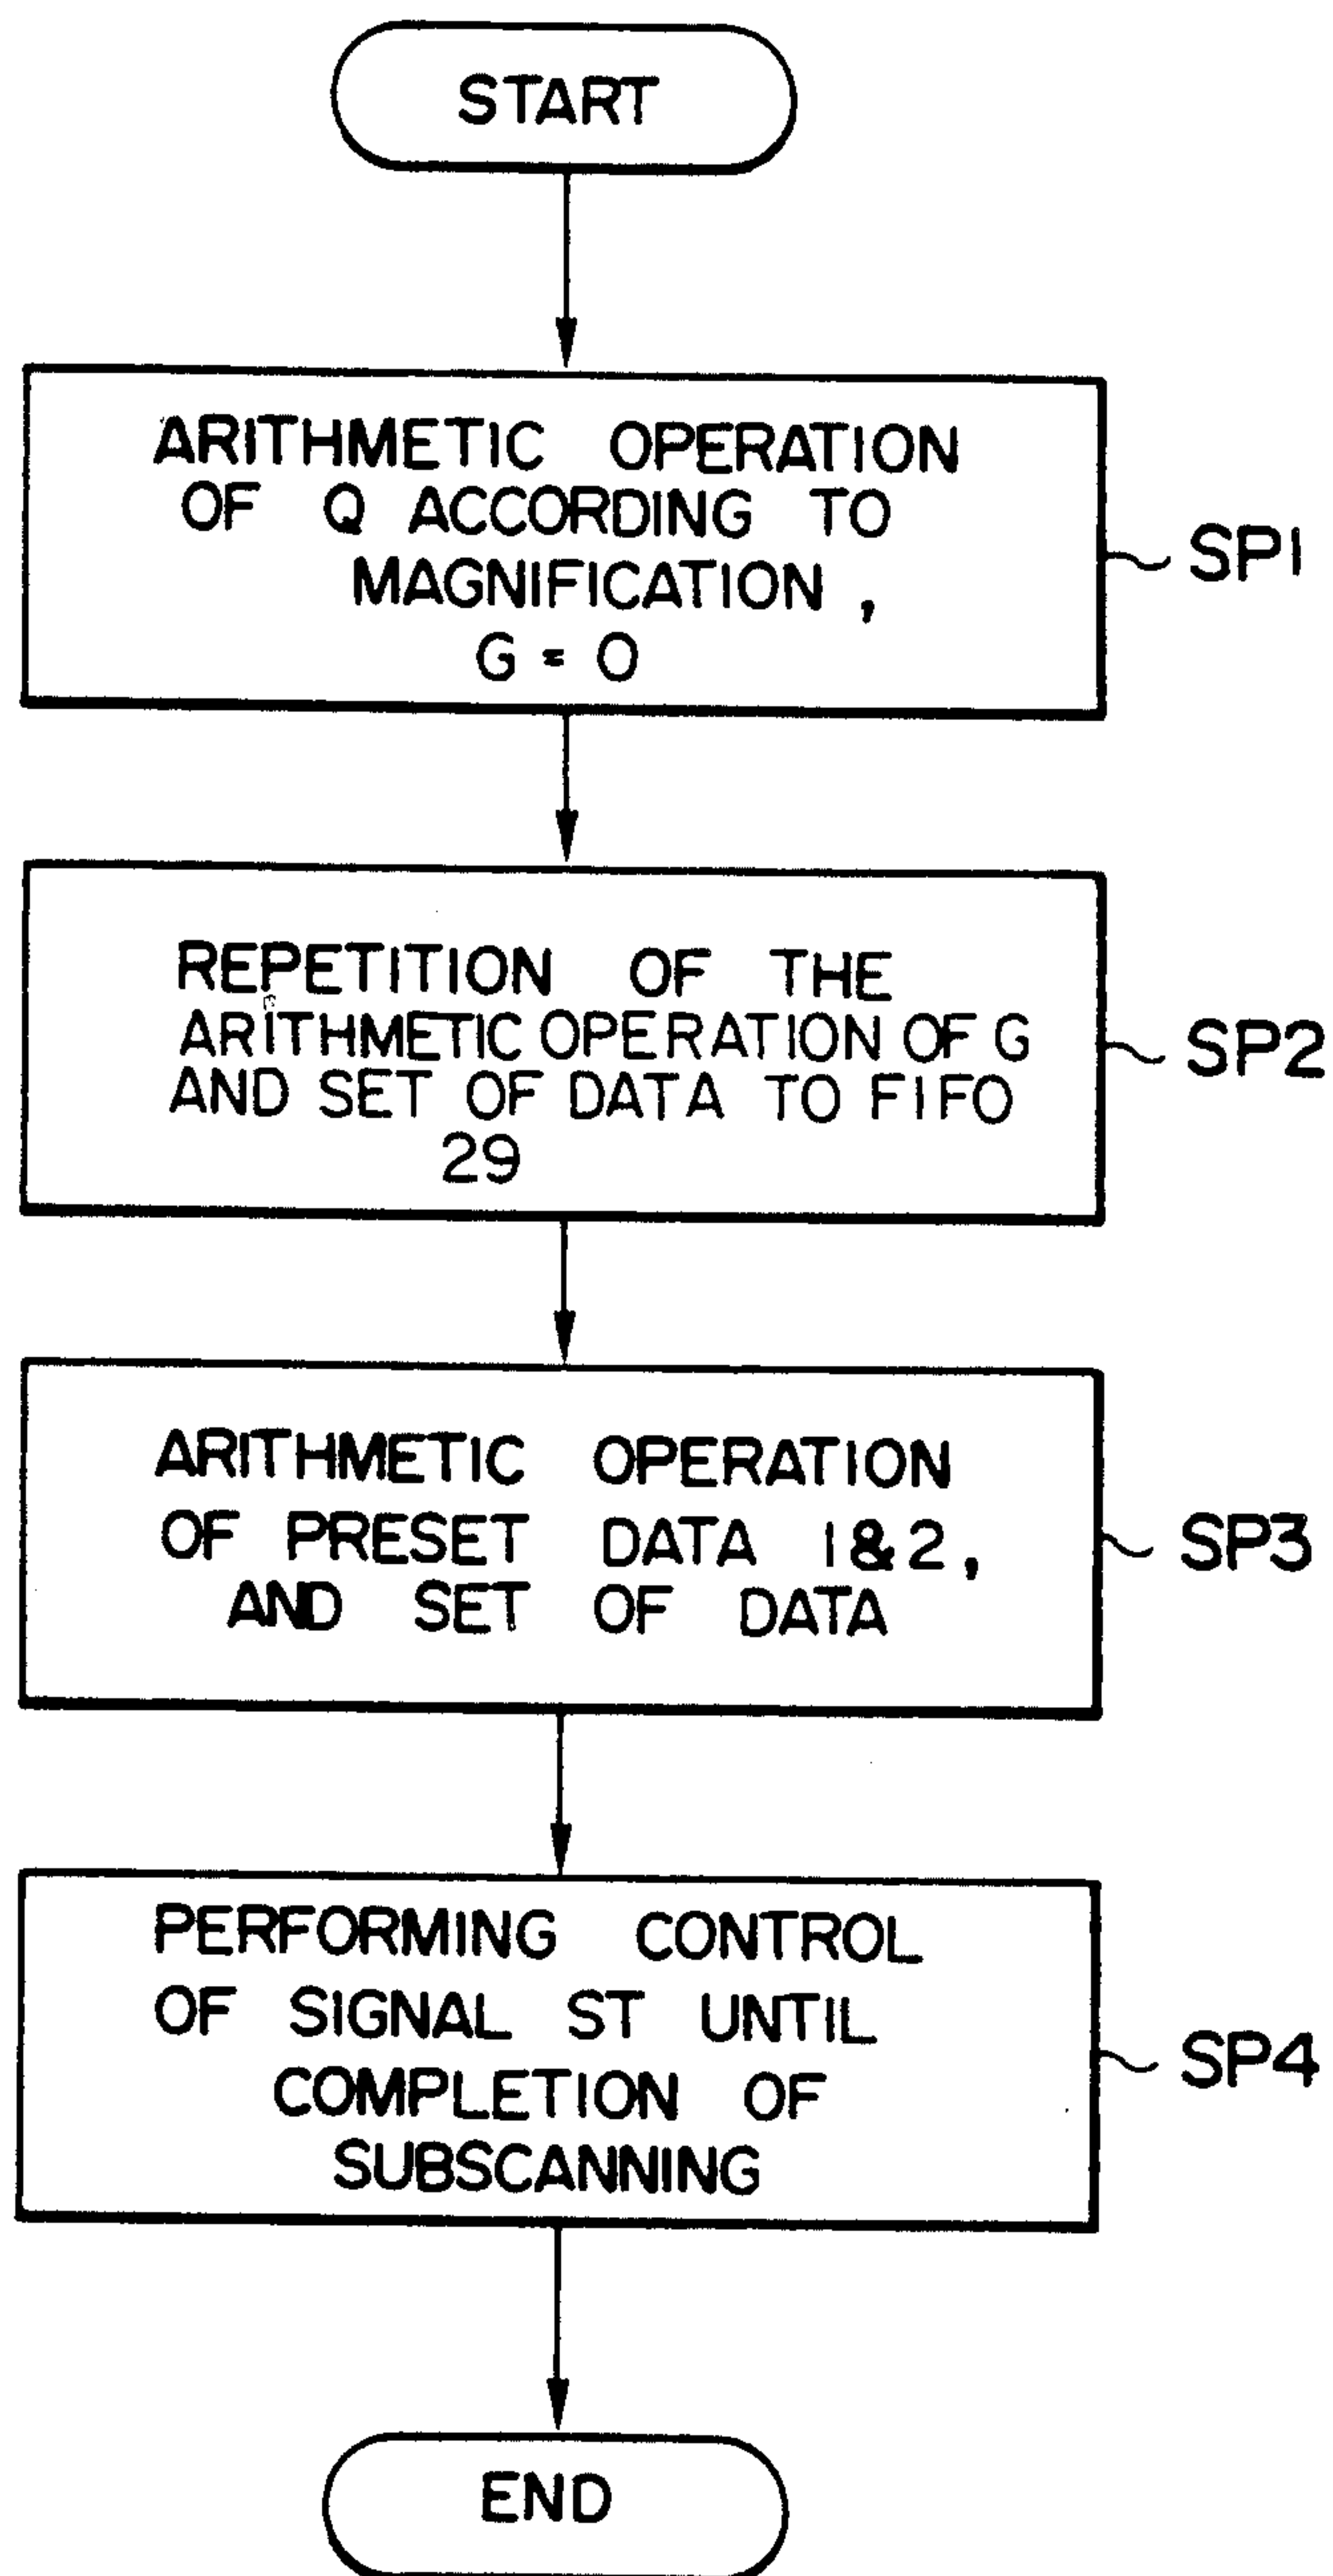 START
ARITHMETIC OPERATION
OF Q ACCORDING TO
MAGNIFICATION ,
G = 0
SP1
REPETITION OF THE
ARITHMETIC OPERATION OF G
AND SET OF DATA TO FIFO
29
SP2
ARITHMETIC OPERATION
OF PRESET DATA 1&2,
AND SET OF DATA
SP3
PERFORMING CONTROL
OF SIGNAL ST UNTIL
COMPLETION OF
SUBSCANNING
SP4
END